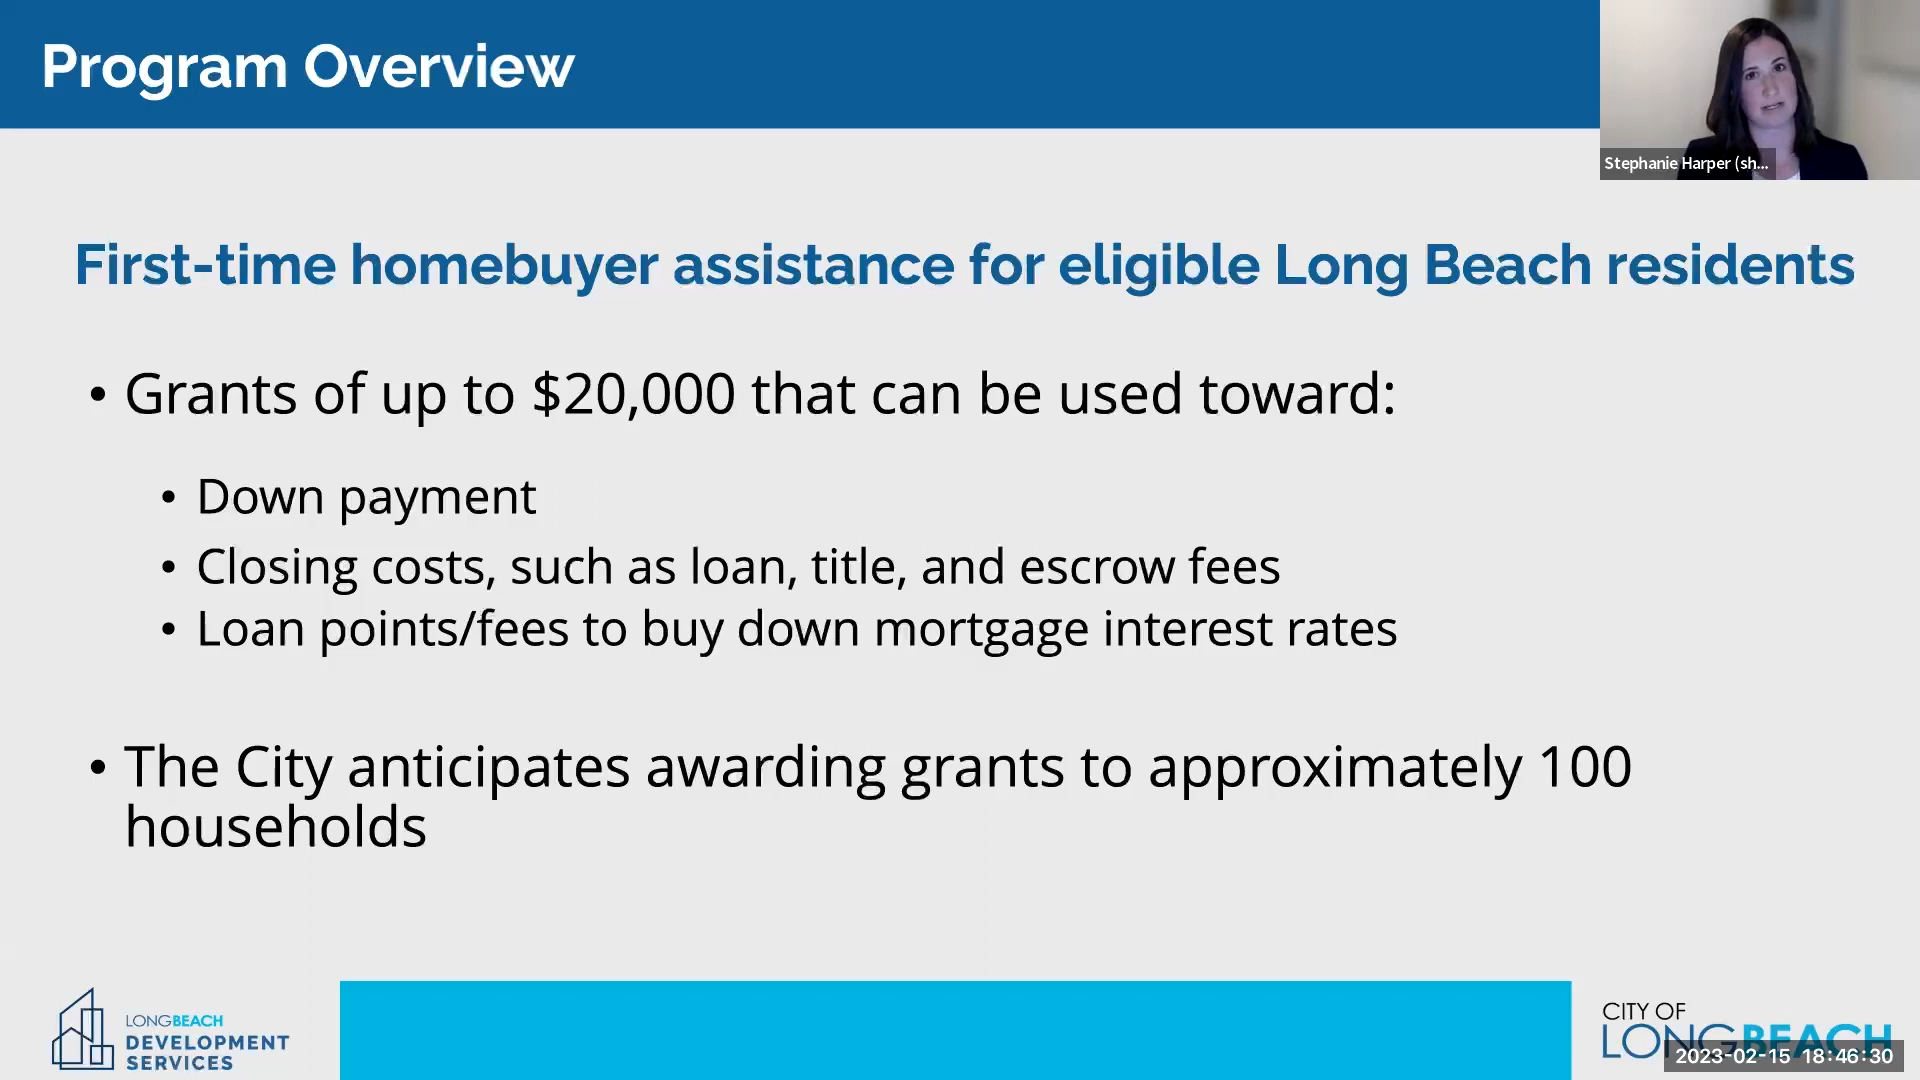 Program Overview
Stephanie Harper (sh...
First-time homebuyer assistance for eligible Long Beach residents
• Grants of up to $20,000 that can be used toward:
• Down payment
• Closing costs, such as loan, title, and escrow fees
• Loan points/fees to buy down mortgage interest rates
• The City anticipates awarding grants to approximately 100
households
LONGBEACH
DEVELOPMENT
SERVICES
CITY OF
LONGBEACH
2023-02-15 18:46:30